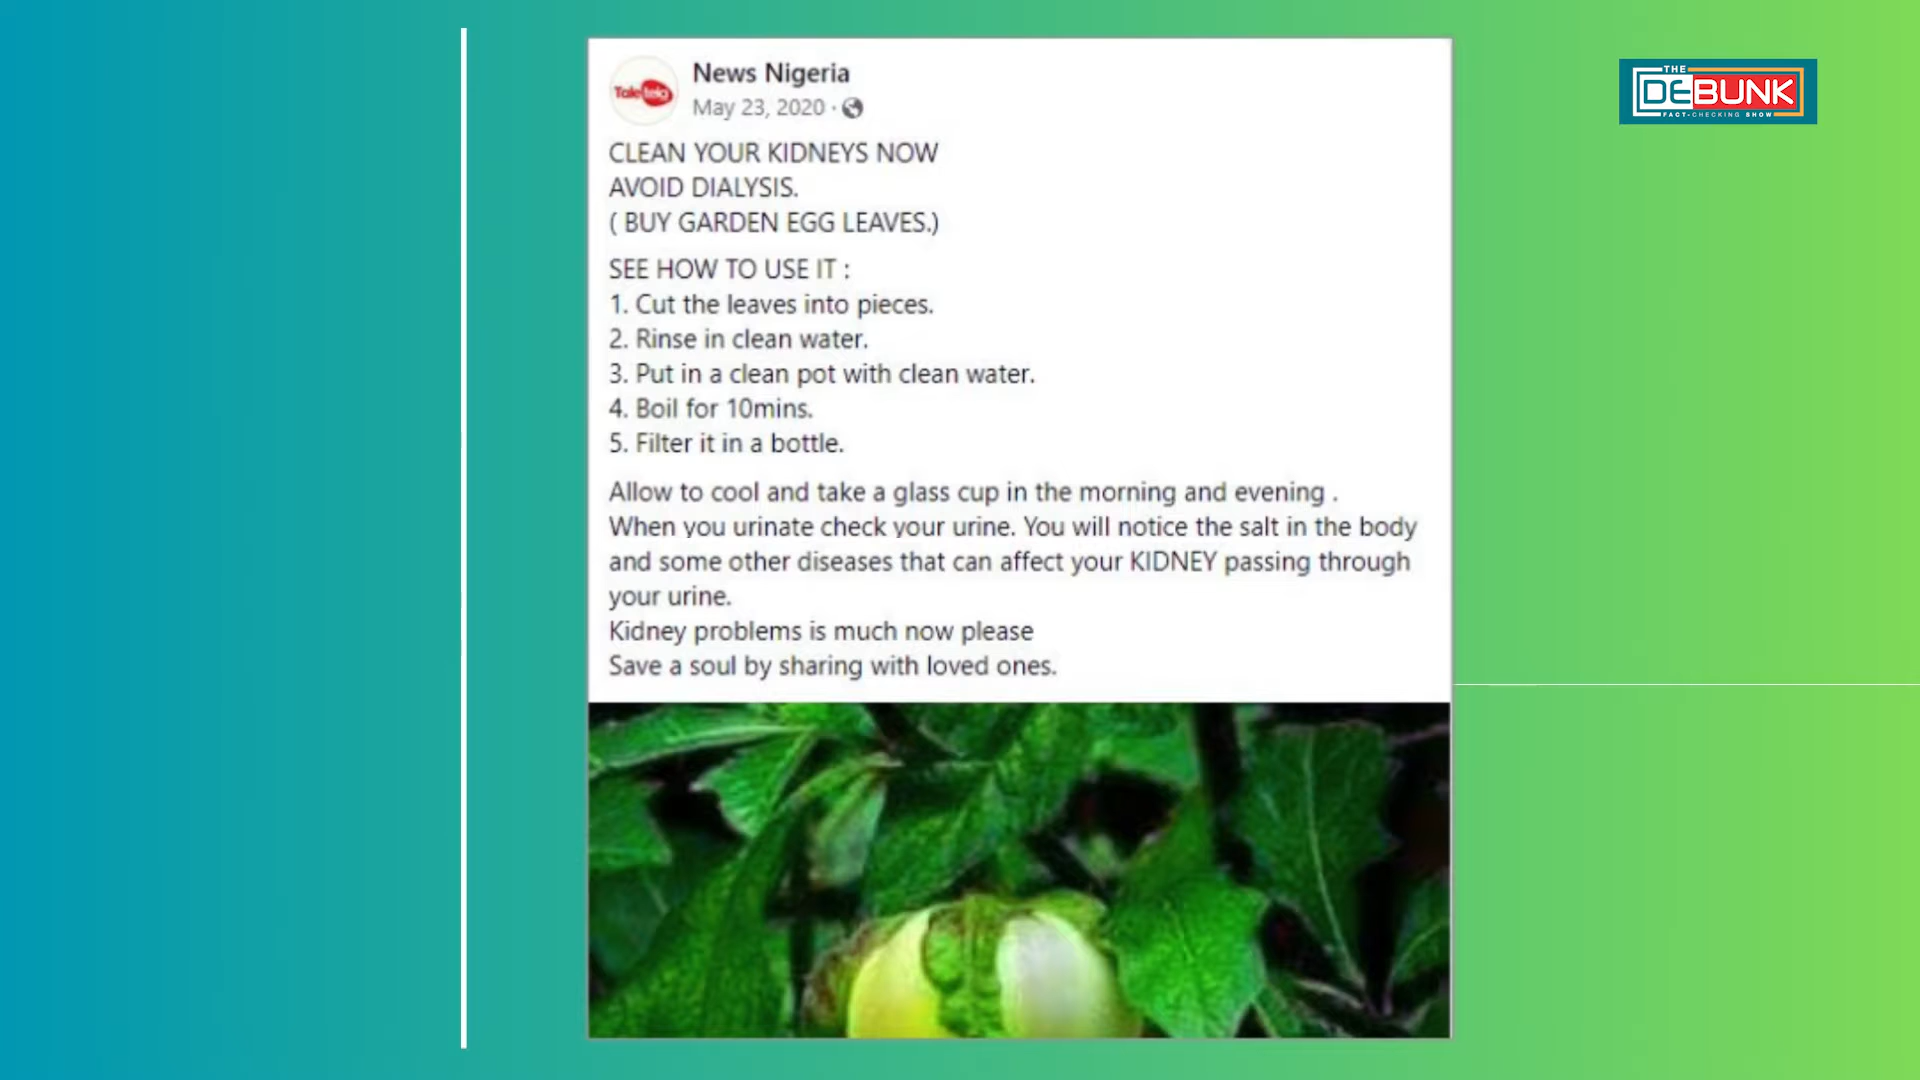 News Nigeria
May 23, 2020 ·
CLEAN YOUR KIDNEYS NOW
AVOID DIALYSIS.
( BUY GARDEN EGG LEAVES.)
SEE HOW TO USE IT :
1. Cut the leaves into pieces.
2. Rinse in clean water.
3. Put in a clean pot with clean water.
4. Boil for 10mins.
5. Filter it in a bottle.
Allow to cool and take a glass cup in the morning and evening .
When you urinate check your urine. You will notice the salt in the body
and some other diseases that can affect your KIDNEY passing through
your urine.
Kidney problems is much now please
Save a soul by sharing with loved ones.
THE
DEBUNK
FACT-CHECKING SHOW